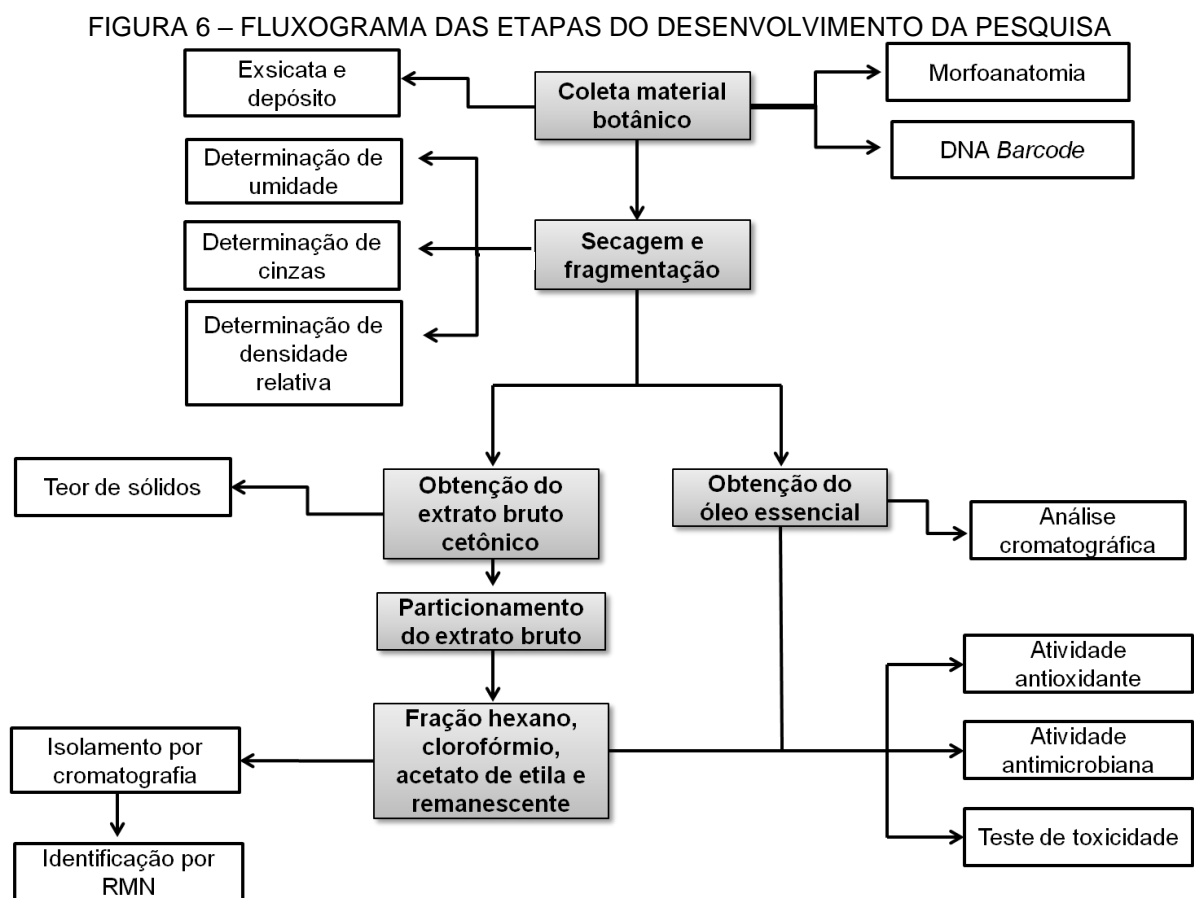 FIGURA 6 – FLUXOGRAMA DAS ETAPAS DO DESENVOLVIMENTO DA PESQUISA
Exsicata e
depósito
Coleta material
botânico
Morfoanatomia
DNA Barcode
Determinação de
umidade
Determinação de
cinzas
Secagem e
fragmentação
Determinação de
densidade
relativa
Teor de sólidos
Obtenção do
extrato bruto
cetônico
Obtenção do
óleo essencial
Análise
cromatográfica
Particionamento
do extrato bruto
Fração hexano,
clorofórmio,
acetato de etila e
remanescente
Atividade
antioxidante
Atividade
antimicrobiana
Teste de toxicidade
Isolamento por
cromatografia
Identificação por
RMN